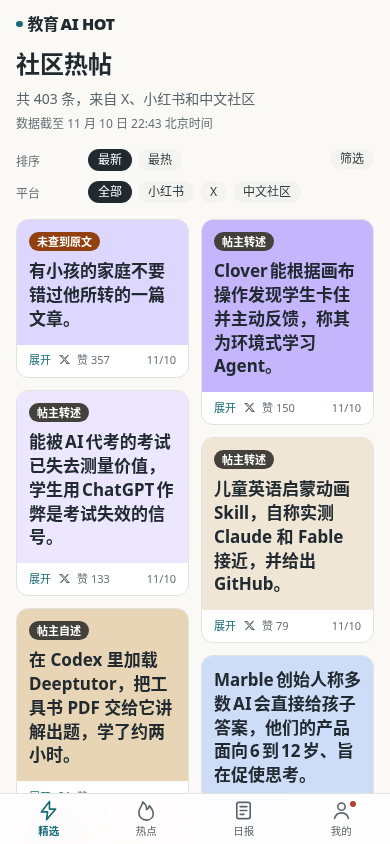 教育 AI HOT
社区热帖
共 403 条，来自 X、小红书和中文社区
数据截至 11 月 10 日 22:43 北京时间
排序 最新 最热 筛选
平台 全部 小红书 X 中文社区
未查到原文
有小孩的家庭不要
错过他所转的一篇
文章。
展开 赞 357 11/10
帖主转述
能被 AI 代考的考试
已失去测量价值，
学生用 ChatGPT 作
弊是考试失效的信
号。
展开 赞 133 11/10
帖主自述
在 Codex 里加载
Deeptutor，把工
具书 PDF 交给它讲
解出题，学了约两
小时。
帖主转述
Clover 能根据画布
操作发现学生卡住
并主动反馈，称其
为环境式学习
Agent。
展开 赞 150 11/10
帖主转述
儿童英语启蒙动画
Skill，自称实测
Claude 和 Fable
接近，并给出
GitHub。
展开 赞 79 11/10
Marble 创始人称多
数 AI 会直接给孩子
答案，他们的产品
面向 6 到 12 岁、旨
在促使思考。
精选 热点 日报 我的